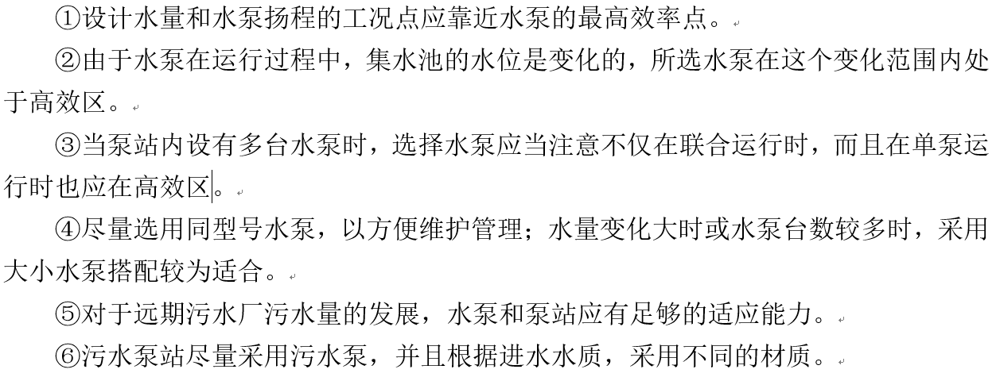 ①设计水量和水泵扬程的工况点应靠近水泵的最高效率点。
②由于水泵在运行过程中，集水池的水位是变化的，所选水泵在这个变化范围内处
于高效区。
③当泵站内设有多台水泵时，选择水泵应当注意不仅在联合运行时，而且在单泵运
行时也应在高效区。
④尽量选用同型号水泵，以方便维护管理；水量变化大时或水泵台数较多时，采用
大小水泵搭配较为适合。
⑤对于远期污水厂污水量的发展，水泵和泵站应有足够的适应能力。
⑥污水泵站尽量采用污水泵，并且根据进水水质，采用不同的材质。